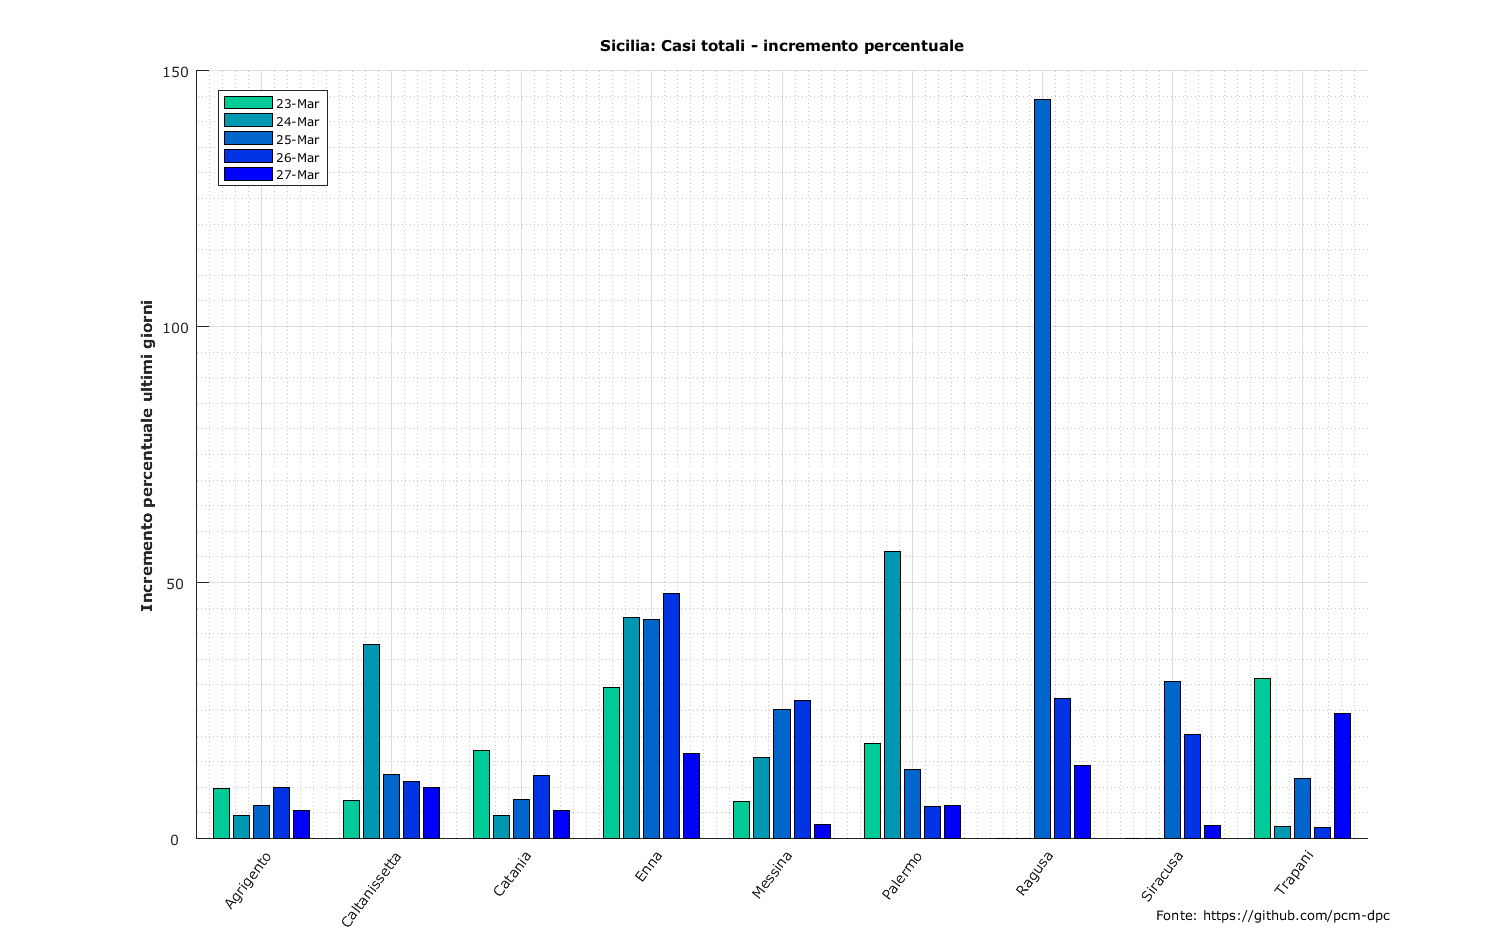 Sicilia: Casi totali - incremento percentuale
150
100
50
0
Incremento percentuale ultimi giorni
23-Mar
24-Mar
25-Mar
26-Mar
27-Mar
Agrigento
Caltanissetta
Catania
Enna
Messina
Palermo
Ragusa
Siracusa
Trapani
Fonte: https://github.com/pcm-dpc